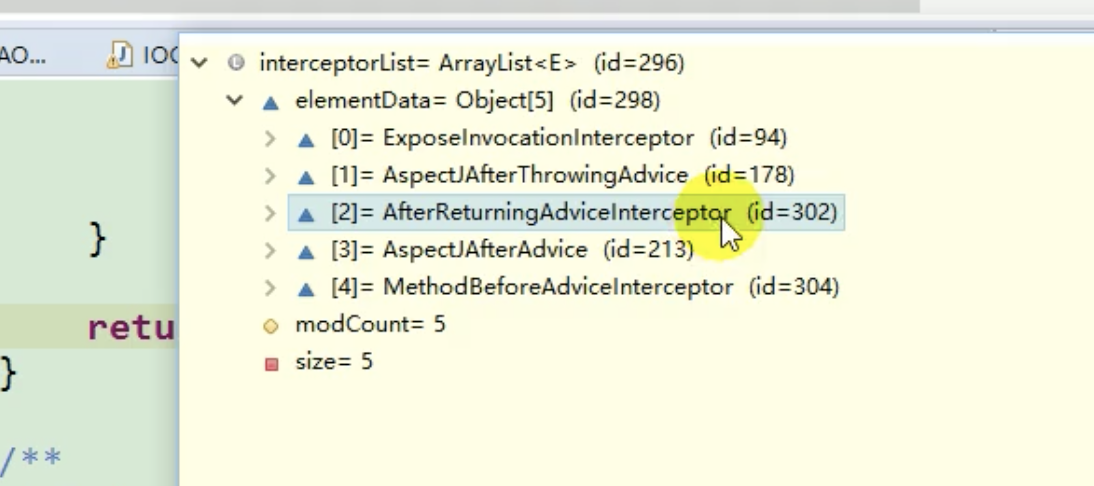 AO...
IOC
interceptorList= ArrayList<E> (id=296)
elementData= Object[5] (id=298)
[0]= ExposeInvocationInterceptor (id=94)
[1]= AspectJAfterThrowingAdvice (id=178)
[2]= AfterReturningAdviceInterceptor (id=302)
[3]= AspectJAfterAdvice (id=213)
[4]= MethodBeforeAdviceInterceptor (id=304)
modCount= 5
size= 5
}
retu
}
/**